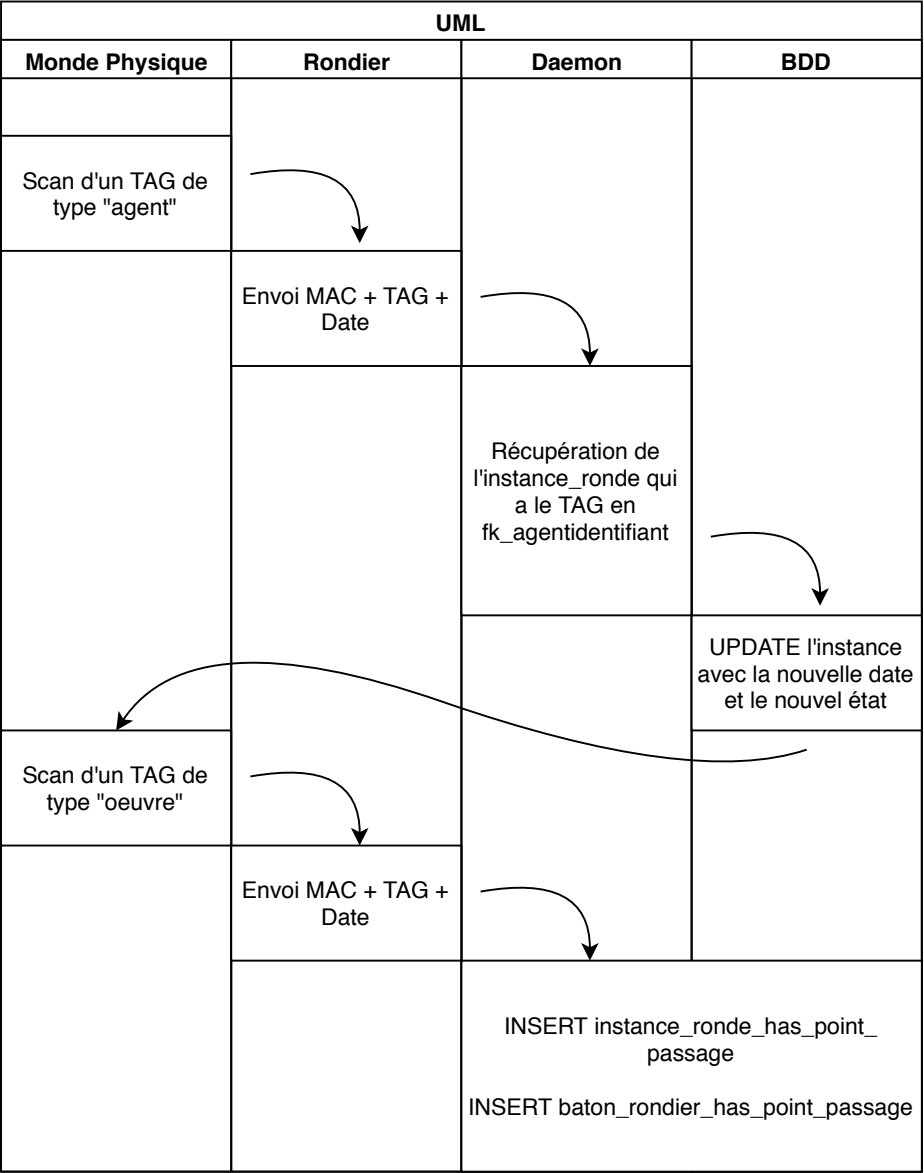 UML
Monde Physique
Rondier
Daemon
BDD
Scan d'un TAG de
type "agent"
Envoi MAC + TAG +
Date
Récupération de
l'instance_ronde qui
a le TAG en
fk_agentidentifiant
UPDATE l'instance
avec la nouvelle date
et le nouvel état
Scan d'un TAG de
type "oeuvre"
Envoi MAC + TAG +
Date
INSERT instance_ronde_has_point_
passage
INSERT baton_rondier_has_point_passage